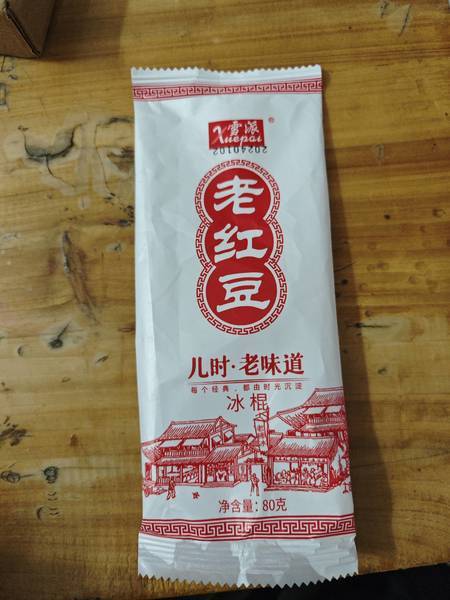 雪派®
Xuepai
20240102
老红豆
儿时·老味道
每个经典，都由时光沉淀
冰棍
净含量：80克